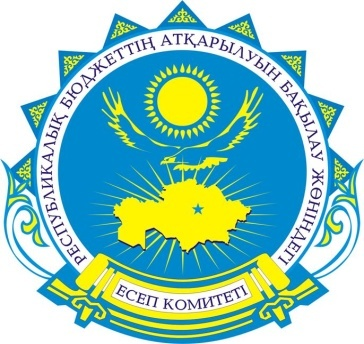 РЕСПУБЛИКАЛЫҚ БЮДЖЕТТІҢ АТҚАРЫЛУЫН БАҚЫЛАУ ЖӨНІНДЕГІ
ЕСЕП КОМИТЕТІ